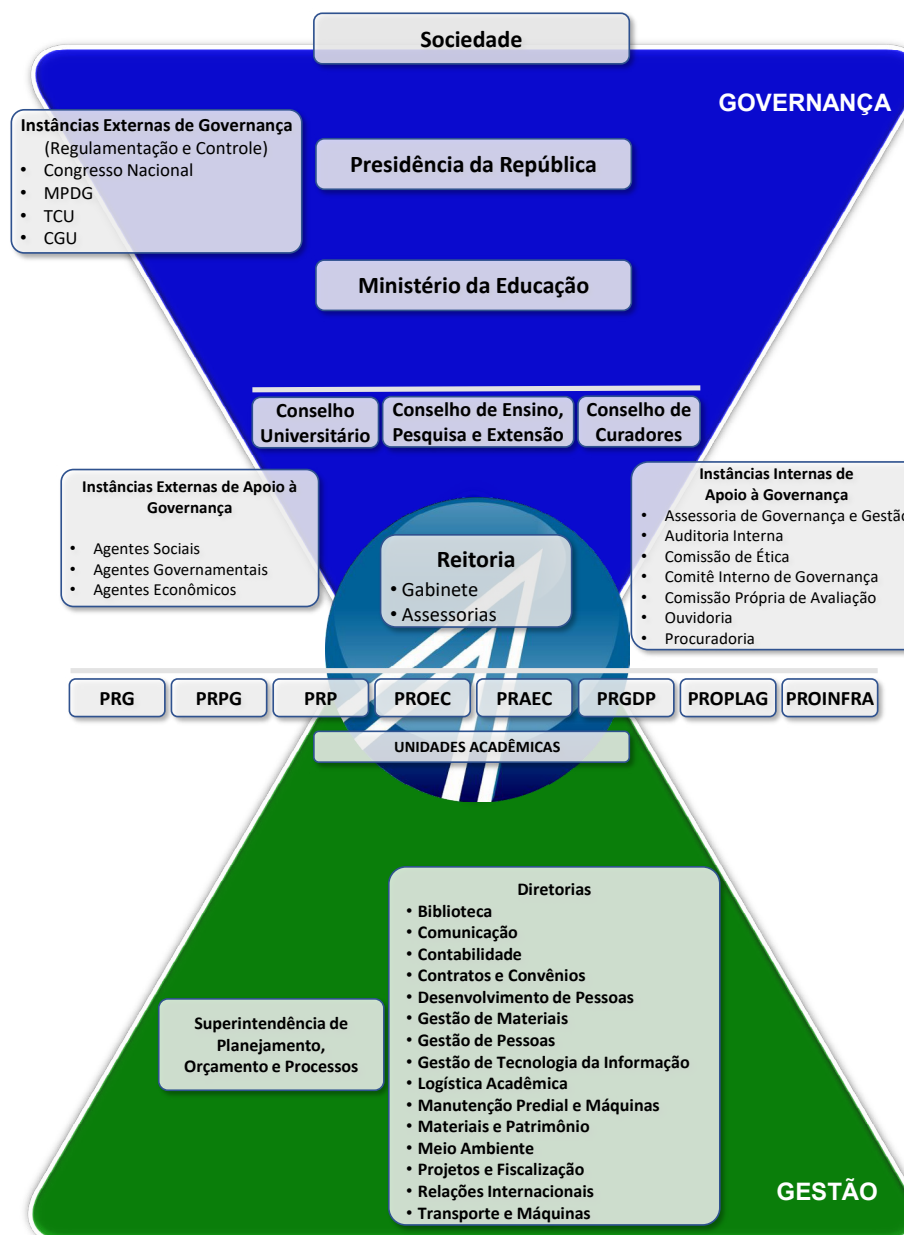 Sociedade
GOVERNANÇA
Instâncias Externas de Governança
(Regulamentação e Controle)
• Congresso Nacional
• MPDG
• TCU
• CGU
Presidência da República
Ministério da Educação
Conselho
Universitário
Conselho de Ensino,
Pesquisa e Extensão
Conselho de
Curadores
Instâncias Externas de Apoio à
Governança
• Agentes Sociais
• Agentes Governamentais
• Agentes Econômicos
Reitoria
• Gabinete
• Assessorias
Instâncias Internas de
Apoio à Governança
• Assessoria de Governança e Gestão
• Auditoria Interna
• Comissão de Ética
• Comitê Interno de Governança
• Comissão Própria de Avaliação
• Ouvidoria
• Procuradoria
PRG PRPG PRP PROEC PRAEC PRGDP PROPLAG PROINFRA
UNIDADES ACADÊMICAS
Superintendência de
Planejamento,
Orçamento e Processos
Diretorias
• Biblioteca
• Comunicação
• Contabilidade
• Contratos e Convênios
• Desenvolvimento de Pessoas
• Gestão de Materiais
• Gestão de Pessoas
• Gestão de Tecnologia da Informação
• Logística Acadêmica
• Manutenção Predial e Máquinas
• Materiais e Patrimônio
• Meio Ambiente
• Projetos e Fiscalização
• Relações Internacionais
• Transporte e Máquinas
GESTÃO